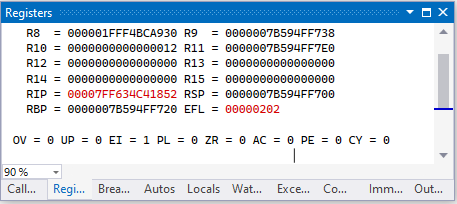 Registers
R8  = 000001FFF4BCA930 R9  = 0000007B594FF738
R10 = 0000000000000012 R11 = 0000007B594FF7E0
R12 = 0000000000000000 R13 = 0000000000000000
R14 = 0000000000000000 R15 = 0000000000000000
RIP = 00007FF634C41852 RSP = 0000007B594FF700
RBP = 0000007B594FF720 EFL = 00000202
OV = 0 UP = 0 EI = 1 PL = 0 ZR = 0 AC = 0 PE = 0 CY = 0
90 %
Call... Regi... Brea... Autos Locals Wat... Exce... Co... Imm... Out...